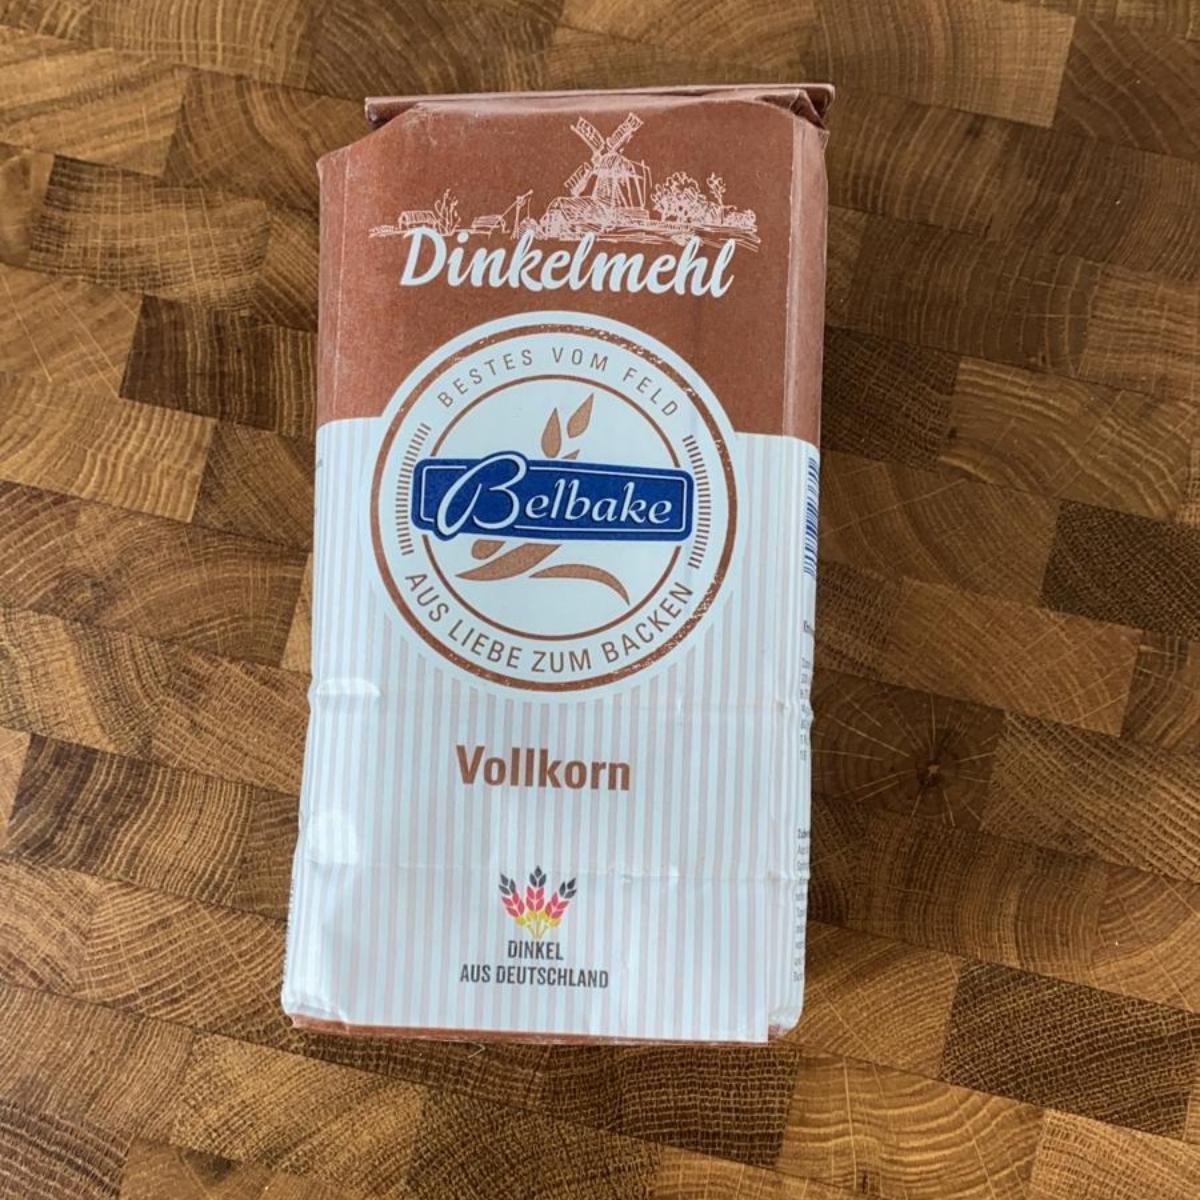 Dinkelmehl
BESTES VOM FELD
Belbake
AUS LIEBE ZUM BACKEN
Vollkorn
DINKEL
AUS DEUTSCHLAND